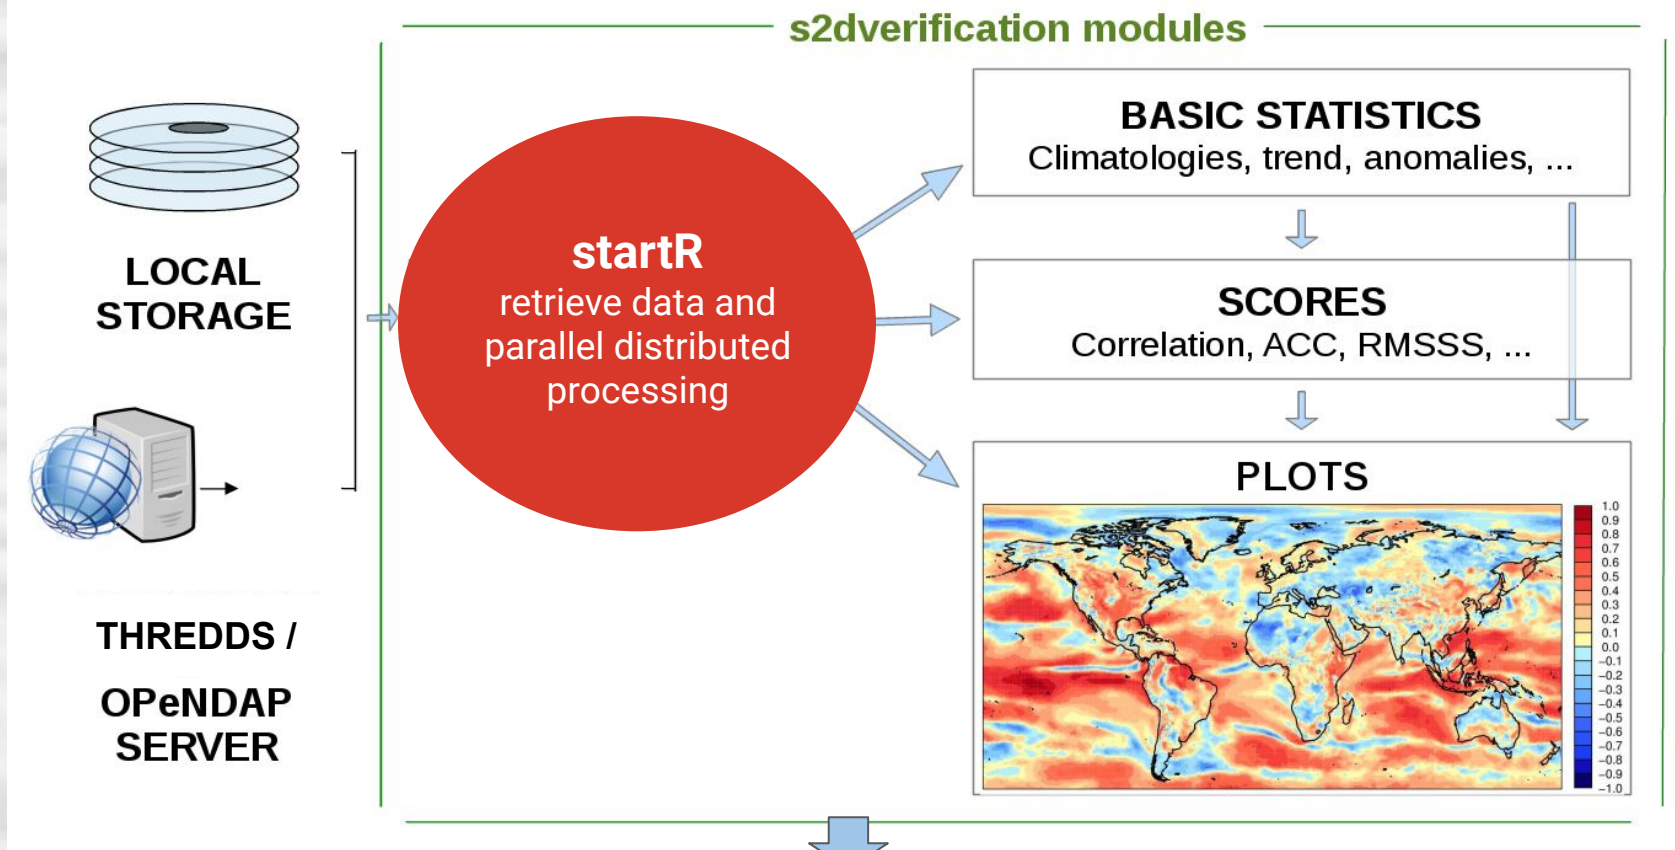 s2dverification modules
LOCAL
STORAGE
THREDDS /
OPeNDAP
SERVER
startR
retrieve data and
parallel distributed
processing
BASIC STATISTICS
Climatologies, trend, anomalies, ...
SCORES
Correlation, ACC, RMSSS, ...
PLOTS
1.0
0.9
0.8
0.7
0.6
0.5
0.4
0.3
0.2
0.1
0.0
−0.1
−0.2
−0.3
−0.4
−0.5
−0.6
−0.7
−0.8
−0.9
−1.0